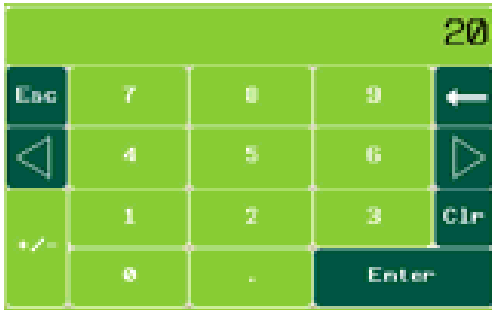 20
Esc 7 8 9 ←
◁ 4 5 6 ▷
1 2 3 Clr
+/-
0 . Enter